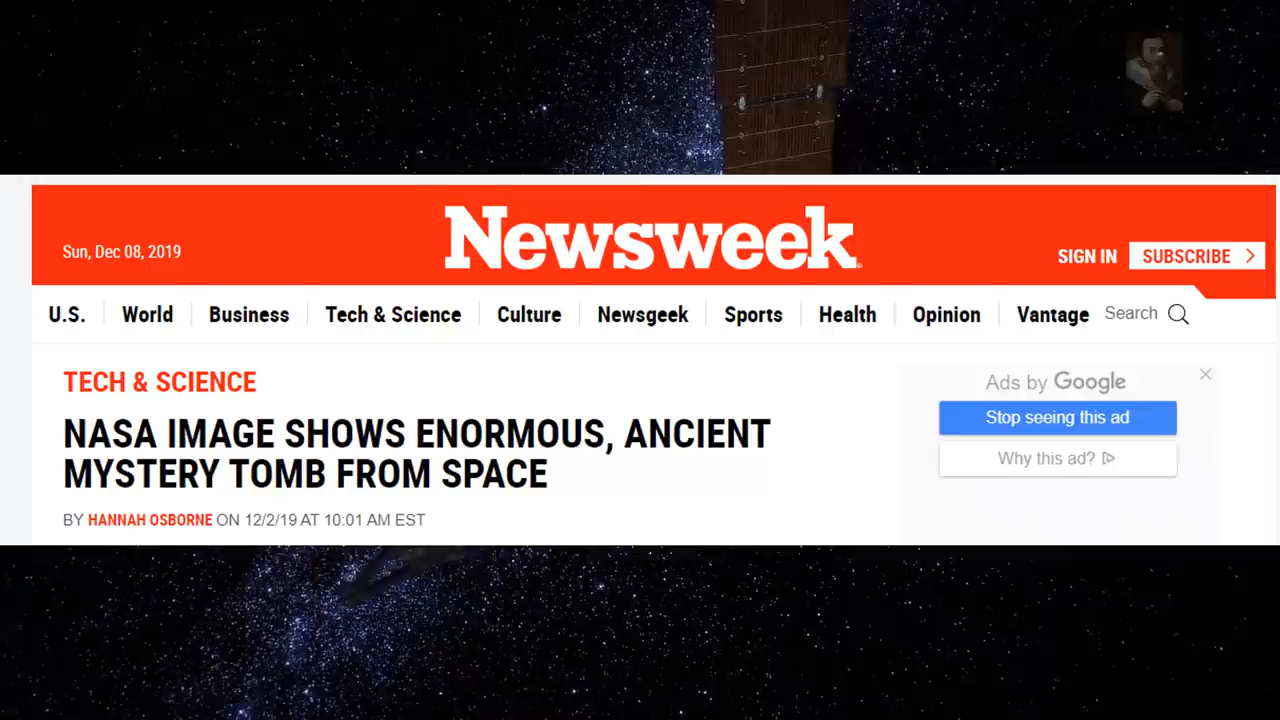 Newsweek
Sun, Dec 08, 2019
SIGN IN
SUBSCRIBE
U.S. World Business Tech & Science Culture Newsgeek Sports Health Opinion Vantage Search
TECH & SCIENCE
NASA IMAGE SHOWS ENORMOUS, ANCIENT
MYSTERY TOMB FROM SPACE
BY HANNAH OSBORNE ON 12/2/19 AT 10:01 AM EST
Ads by Google
Stop seeing this ad
Why this ad?